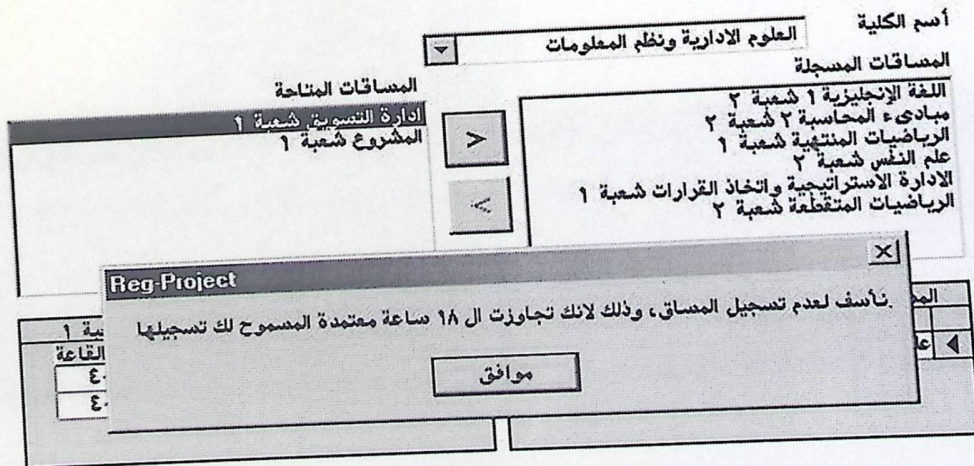 أسم الكلية
العلوم الادارية ونظم المعلومات
المساقات المسجلة
اللغة الإنجليزية ١ شعبة ٢
مبادىء المحاسبة ٢ شعبة ٢
الرياضيات المنتهية شعبة ١
علم النفس شعبة ٢
الادارة الاستراتيجية واتخاذ القرارات شعبة ١
الرياضيات المتقطعة شعبة ٢
المساقات المتاحة
ادارة التسويق شعبة ١
المشروع شعبة ١
>
<
Reg-Project
.نأسف لعدم تسجيل المساق، وذلك لانك تجاوزت ال ١٨ ساعة معتمدة المسموح لك تسجيلها
موافق
القاعة